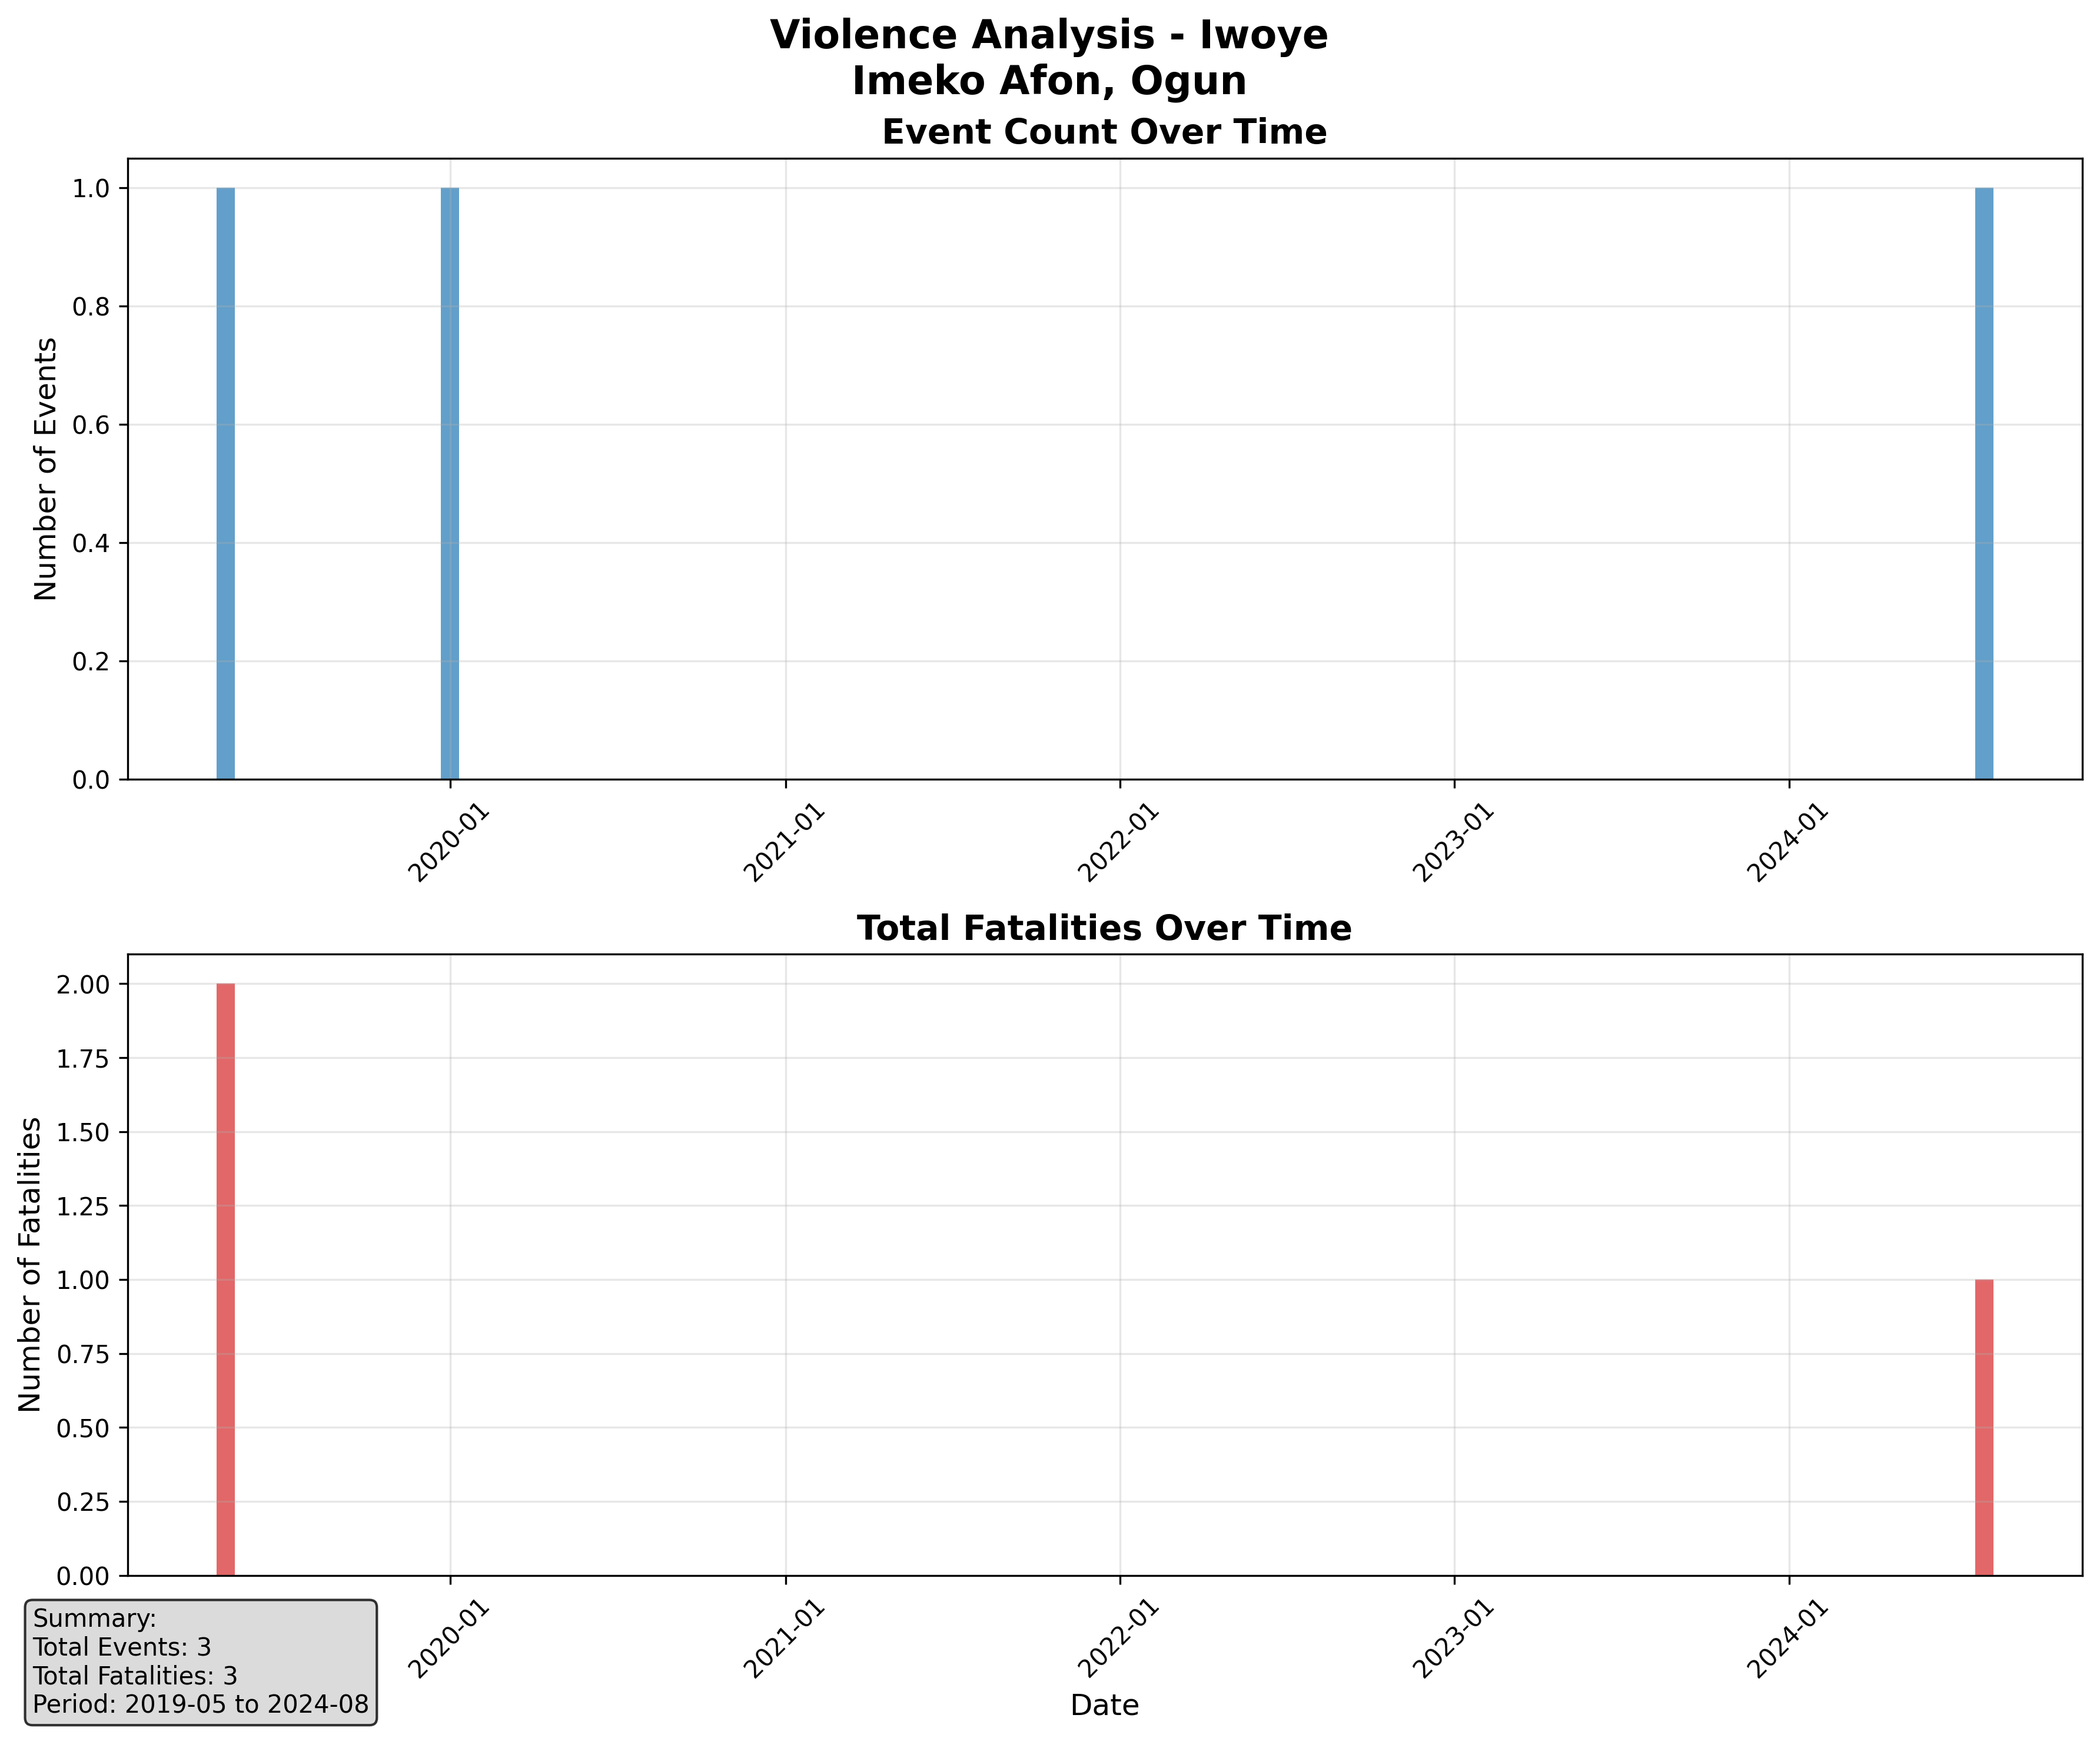 Violence Analysis - Iwoye
Imeko Afon, Ogun
Event Count Over Time
Number of Events
1.0
0.8
0.6
0.4
0.2
0.0
2020-01
2021-01
2022-01
2023-01
2024-01
Total Fatalities Over Time
Number of Fatalities
2.00
1.75
1.50
1.25
1.00
0.75
0.50
0.25
0.00
2020-01
2021-01
2022-01
2023-01
2024-01
Date
Summary:
Total Events: 3
Total Fatalities: 3
Period: 2019-05 to 2024-08